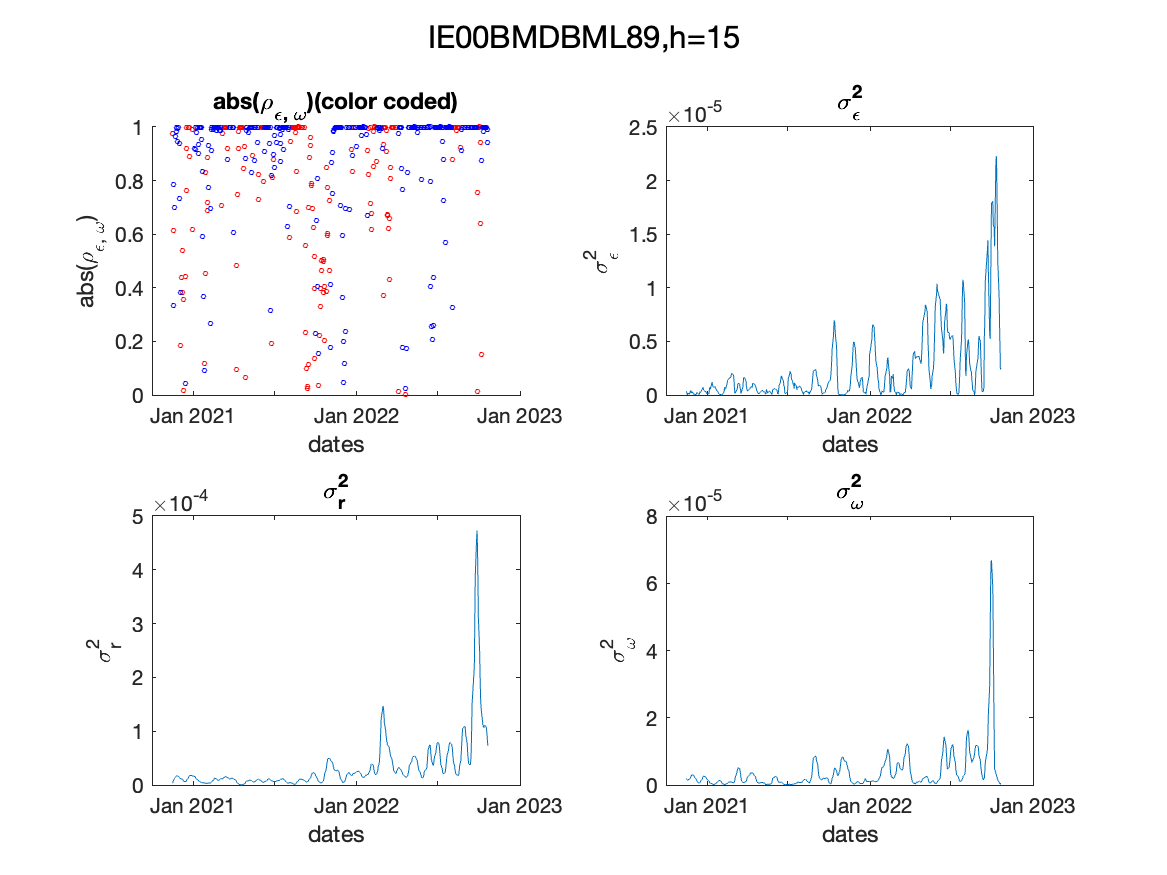 IE00BMDBML89,h=15
abs(ρϵ, ω)(color coded)
abs(ρϵ, ω)
1
0.8
0.6
0.4
0.2
0
Jan 2021 Jan 2022 Jan 2023
dates
σ²ϵ
×10⁻⁵
σ²ϵ
2.5
2
1.5
1
0.5
0
Jan 2021 Jan 2022 Jan 2023
dates
σ²r
×10⁻⁴
σ²r
5
4
3
2
1
0
Jan 2021 Jan 2022 Jan 2023
dates
σ²ω
×10⁻⁵
σ²ω
8
6
4
2
0
Jan 2021 Jan 2022 Jan 2023
dates